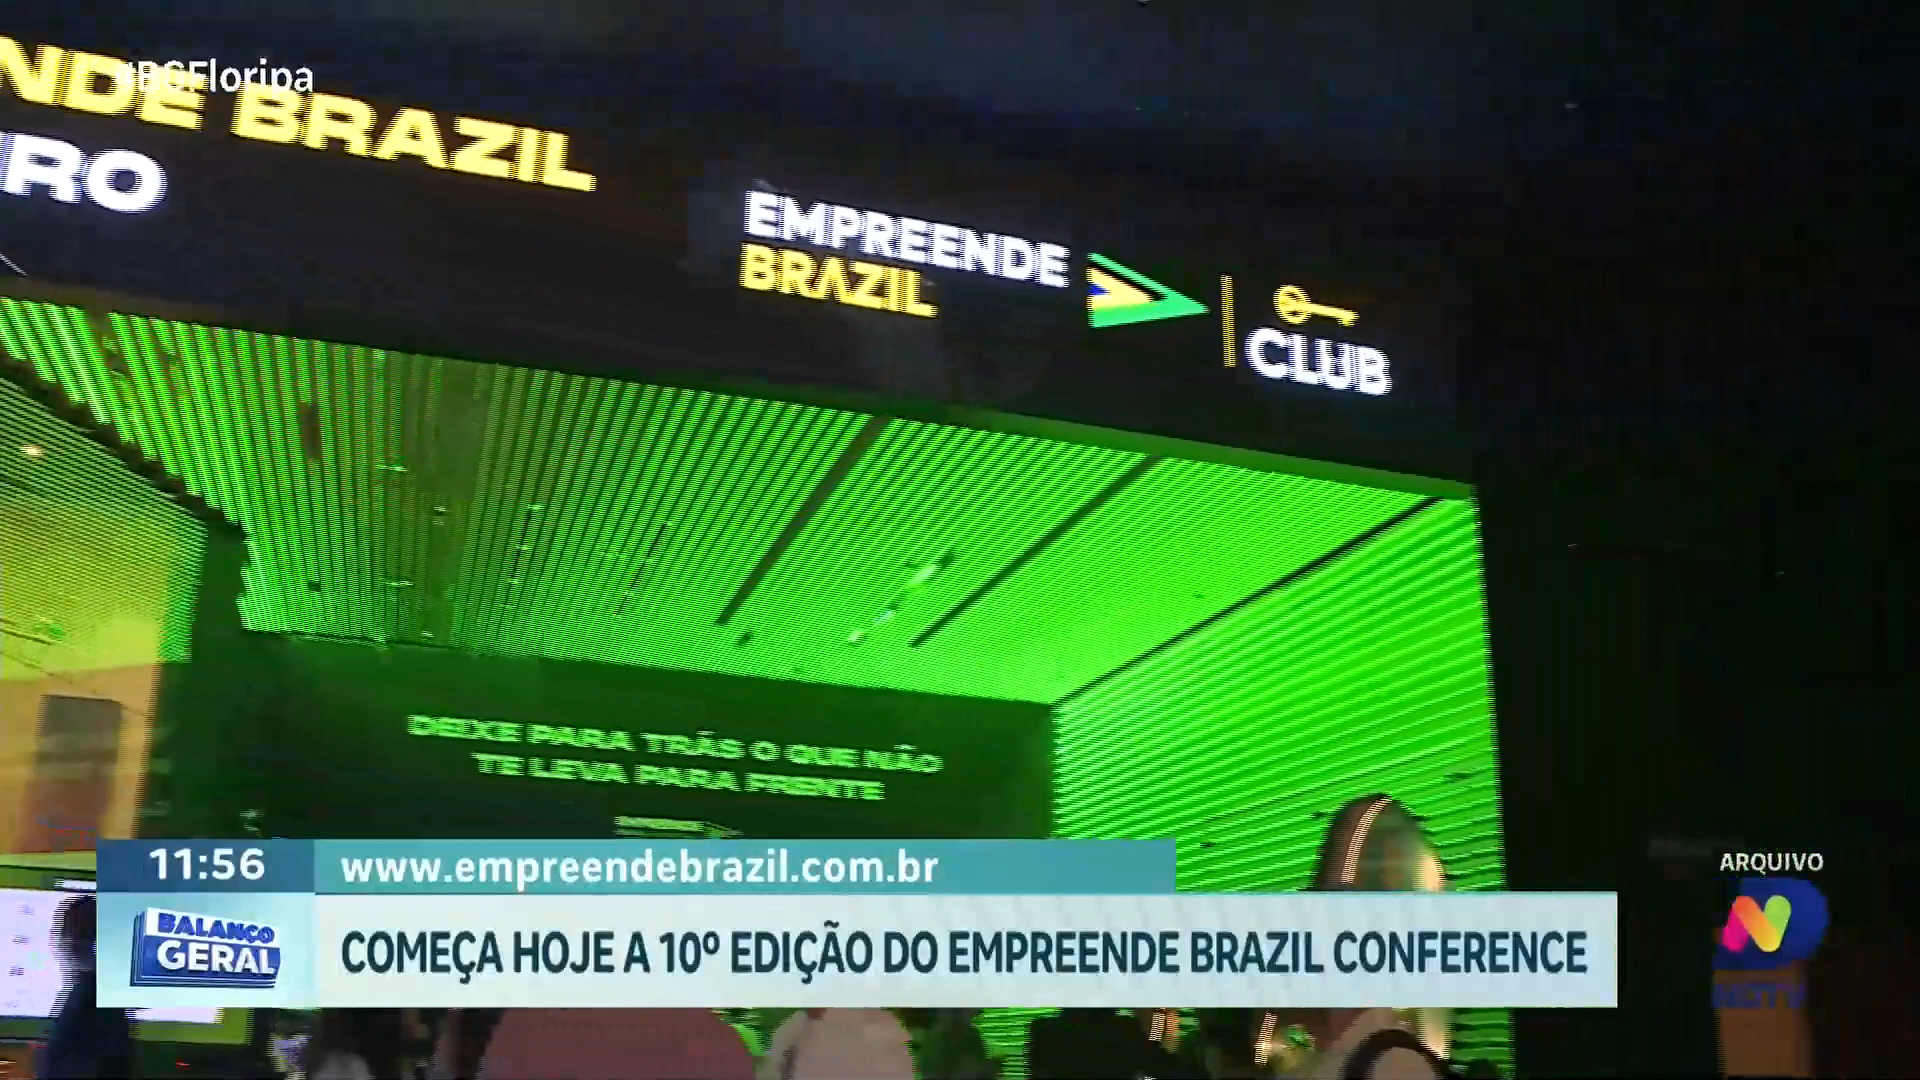 #BGFloripa
NDE BRAZIL
RO
EMPREENDE
BRAZIL
CLUB
DEIXE PARA TRÁS O QUE NÃO
TE LEVA PARA FRENTE
11:56
www.empreendebrazil.com.br
ARQUIVO
BALANÇO
GERAL
COMEÇA HOJE A 10º EDIÇÃO DO EMPREENDE BRAZIL CONFERENCE
NDTV